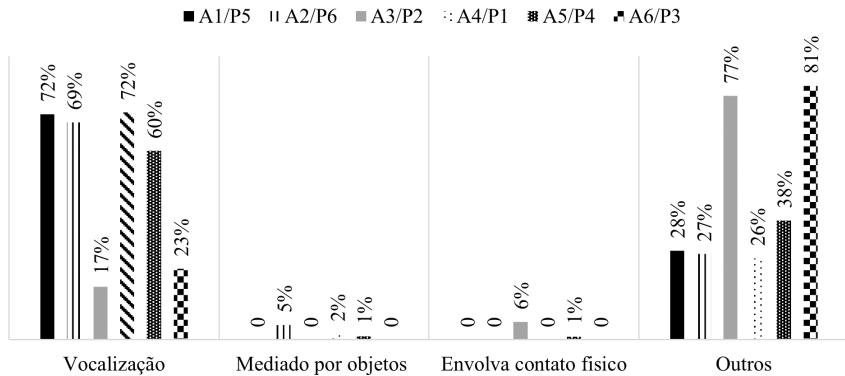 A1/P5 A2/P6 A3/P2 A4/P1 A5/P4 A6/P3
72% 69% 17% 72% 60% 23%
0 5% 0 2% 1% 0
0 0 6% 0 1% 0
28% 27% 77% 26% 38% 81%
Vocalização Mediado por objetos Envolva contato fisico Outros